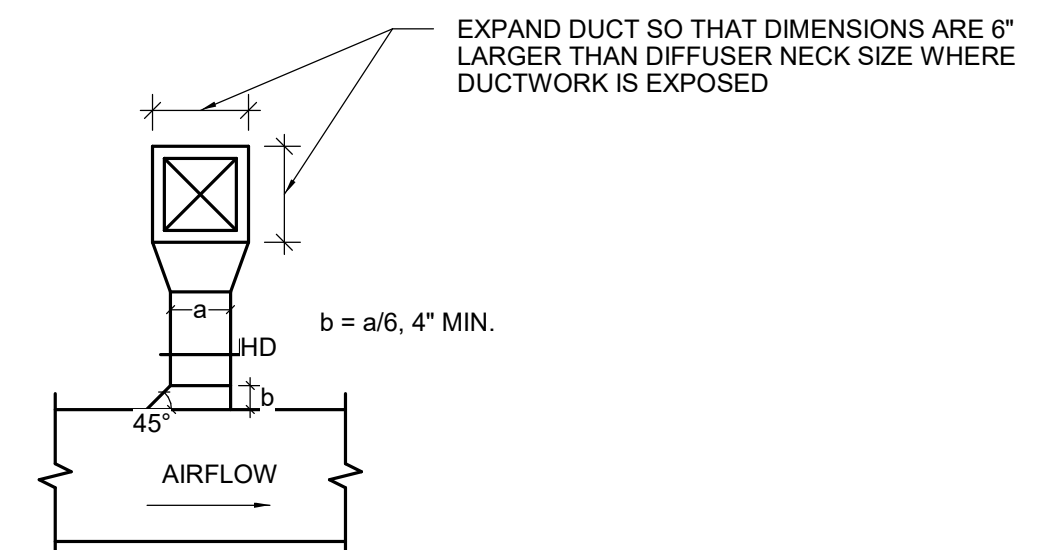 EXPAND DUCT SO THAT DIMENSIONS ARE 6"
LARGER THAN DIFFUSER NECK SIZE WHERE
DUCTWORK IS EXPOSED
a
b = a/6, 4" MIN.
HD
b
45°
AIRFLOW